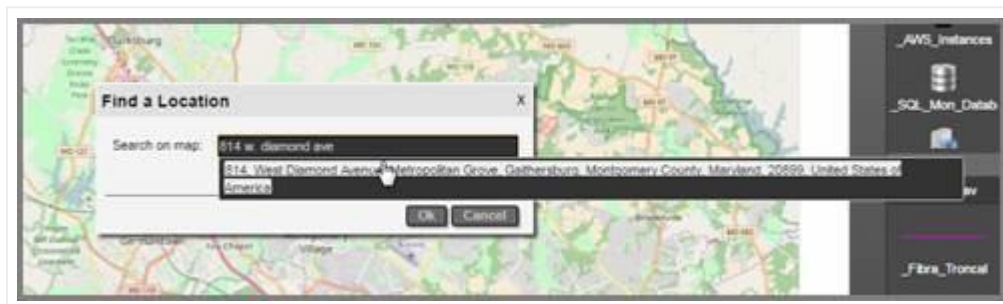 _AWS_Instances
_SQL_Mon_Datab
Find a Location
X
Search on map:
814 w. diamond ave
814, West Diamond Avenue, Metropolitan Grove, Gaithersburg, Montgomery County, Maryland, 20899, United States of
America
Ok
Cancel
Village
_Fibra_Troncal